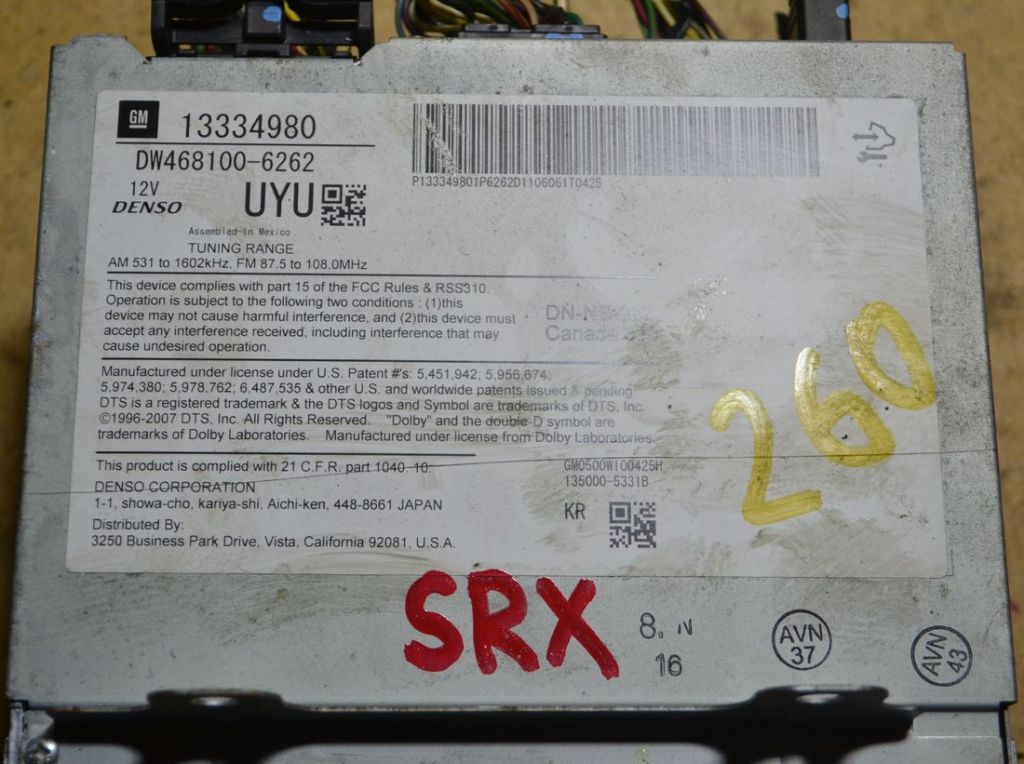 GM
13334980
DW468100-6262
12V
DENSO
UYU
P133349801P6262D1106061T0425
Assembled in Mexico
TUNING RANGE
AM 531 to 1602kHz, FM 87.5 to 108.0MHz
This device complies with part 15 of the FCC Rules & RSS310.
Operation is subject to the following two conditions : (1)this
device may not cause harmful interference, and (2)this device must
accept any interference received, including interference that may
cause undesired operation.
DN-N
Canada
Manufactured under license under U.S. Patent #'s: 5,451,942; 5,956,674;
5,974,380; 5,978,762; 6,487,535 & other U.S. and worldwide patents issued & pending.
DTS is a registered trademark & the DTS logos and Symbol are trademarks of DTS, Inc.
©1996-2007 DTS, Inc. All Rights Reserved. "Dolby" and the double-D symbol are
trademarks of Dolby Laboratories. Manufactured under license from Dolby Laboratories.
This product is complied with 21 C.F.R. part 1040. 10.
DENSO CORPORATION
1-1, showa-cho, kariya-shi, Aichi-ken, 448-8661 JAPAN
Distributed By:
3250 Business Park Drive, Vista, California 92081, U.S.A.
GM0500WI00425H
135000-5331B
KR
260
SRX
8. N
16
AVN
37
AVN
43